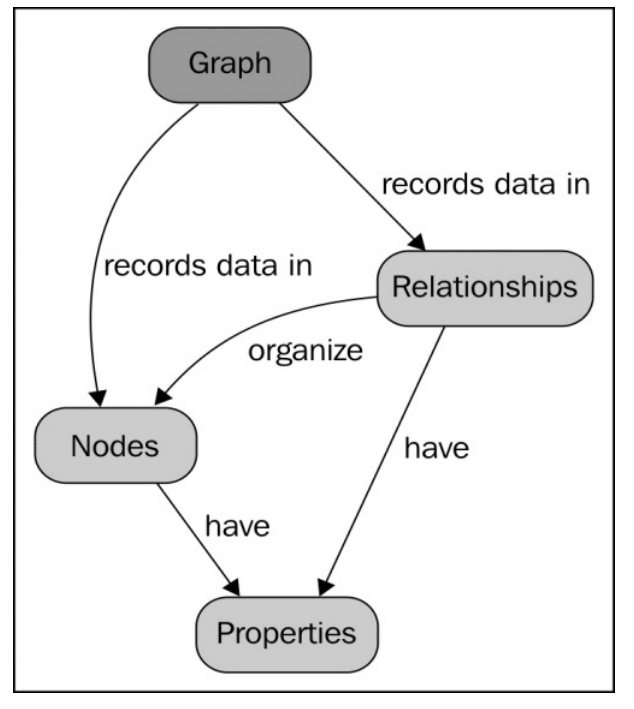 Graph
records data in
records data in
Relationships
organize
Nodes
have
have
Properties